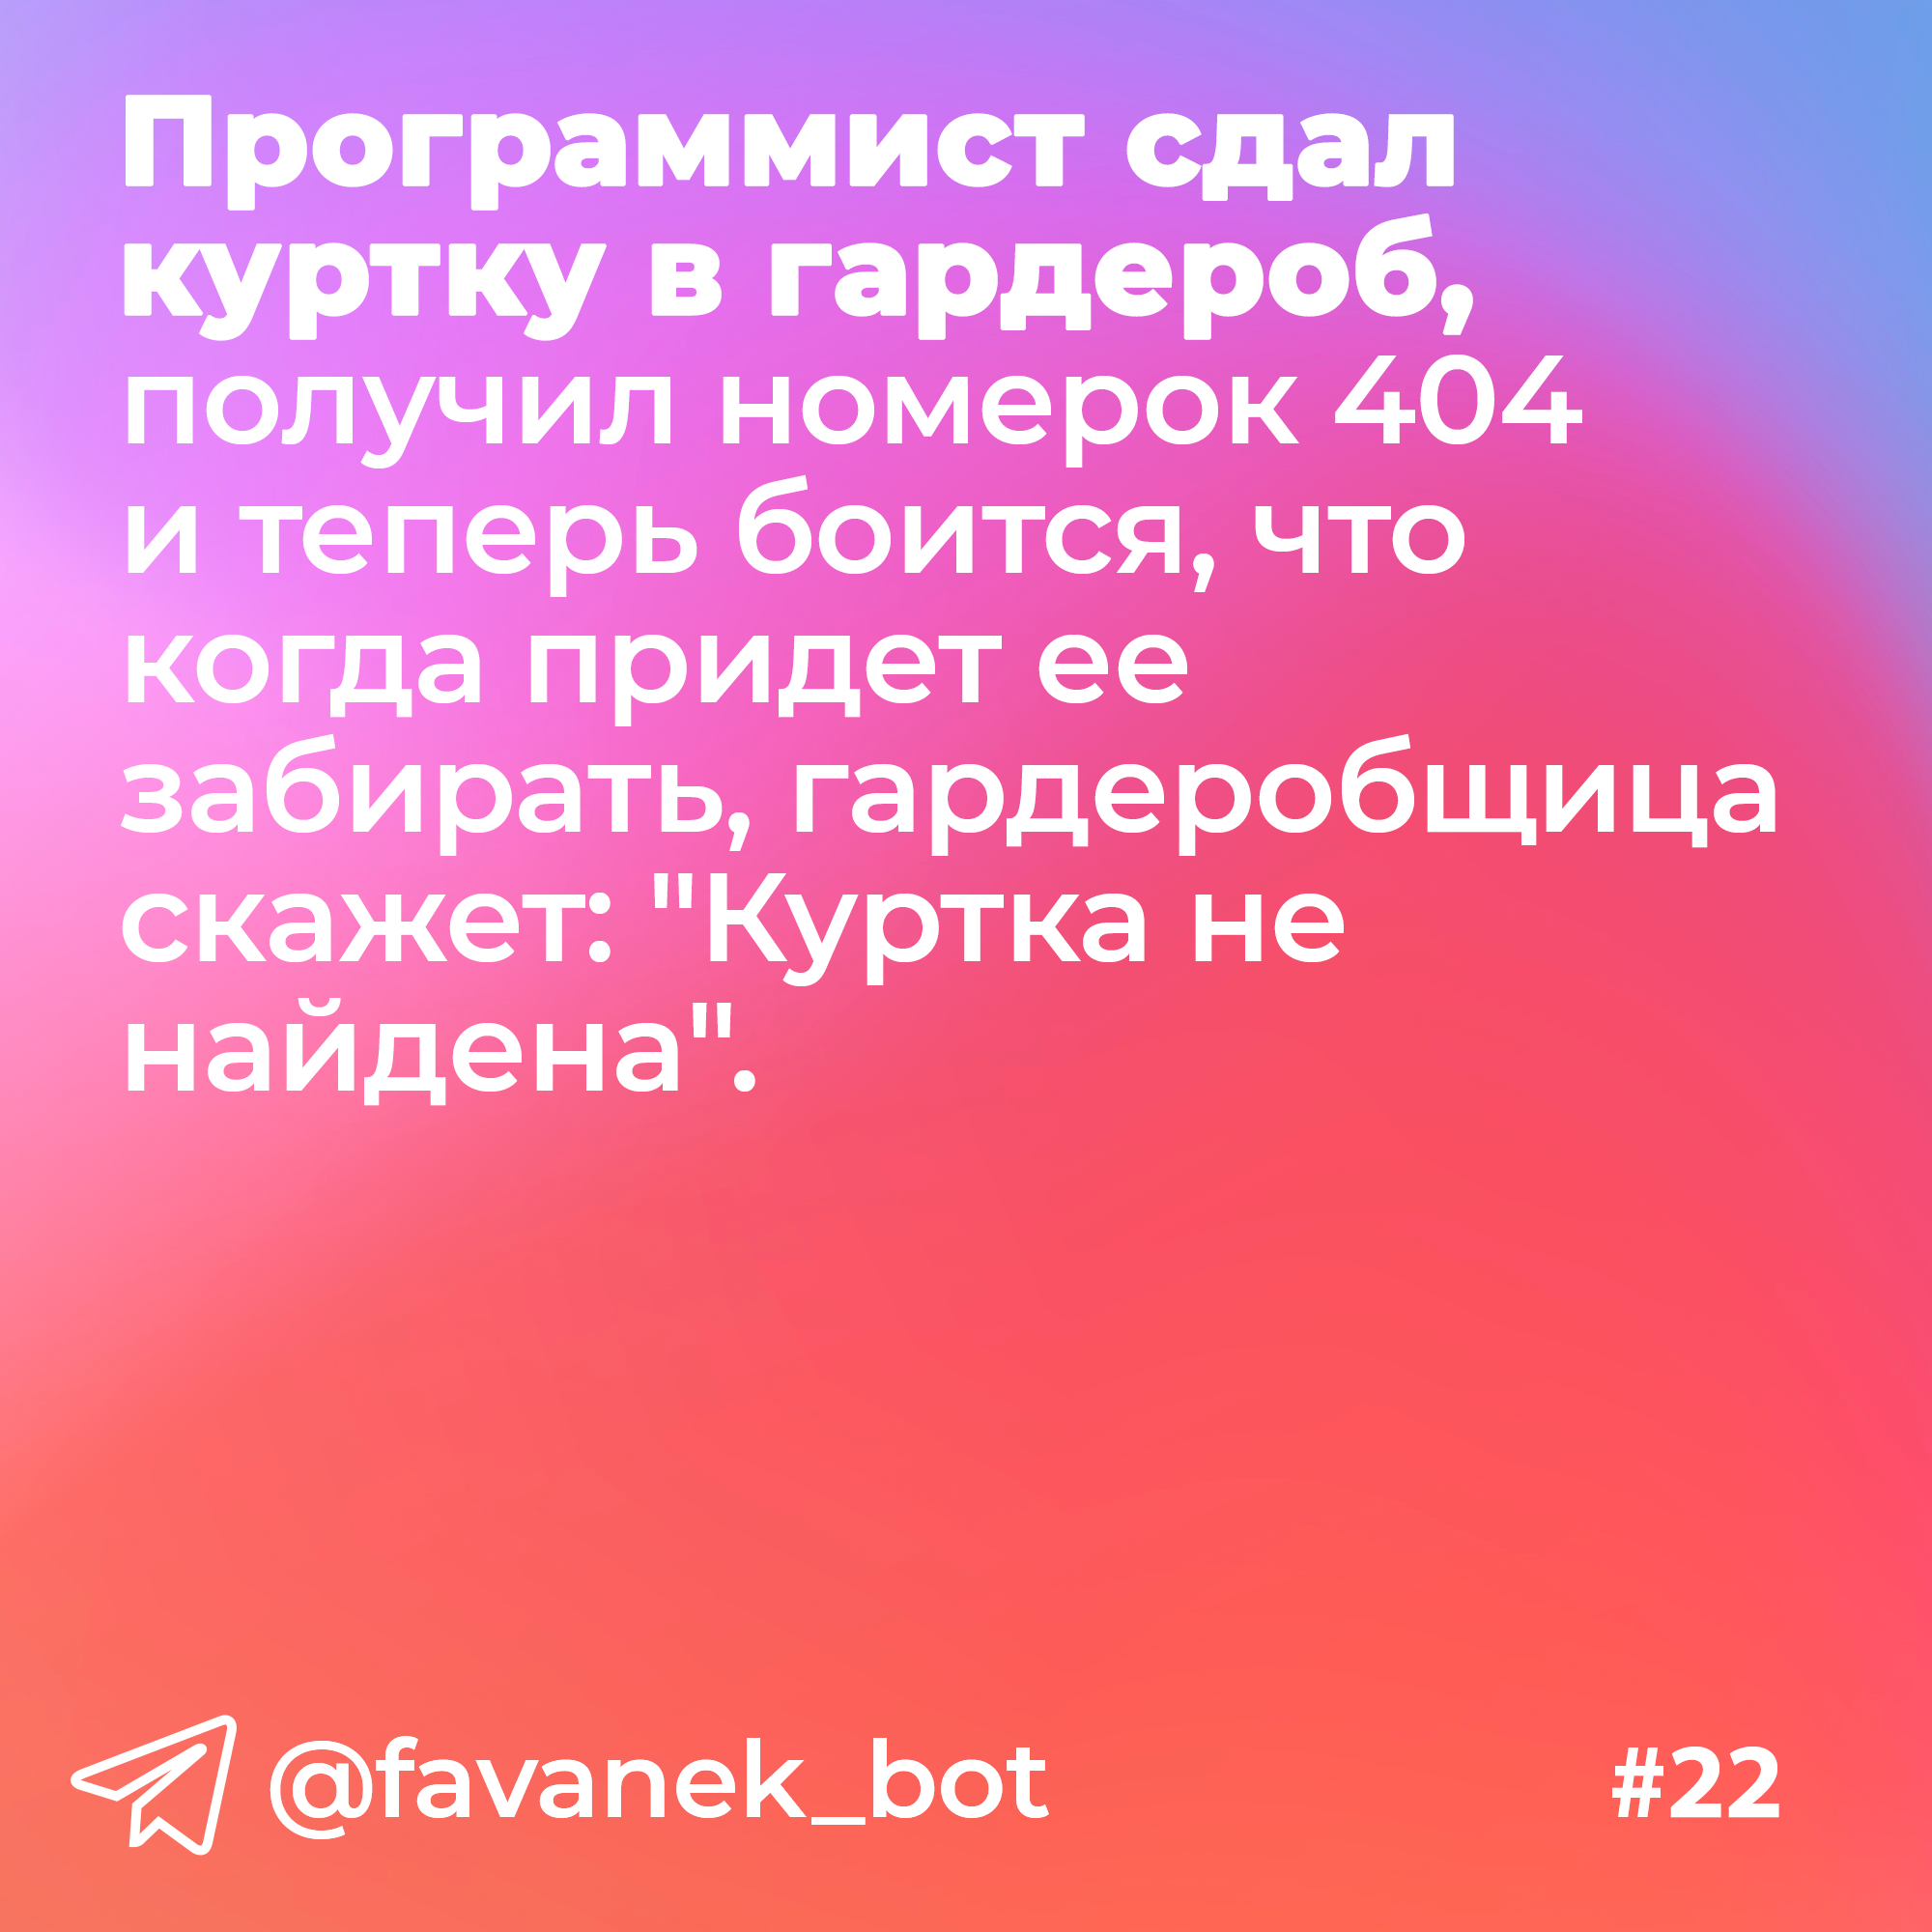 Программист сдал
куртку в гардероб,
получил номерок 404
и теперь боится, что
когда придет ее
забирать, гардеробщица
скажет: "Куртка не
найдена".
@favanek_bot
#22